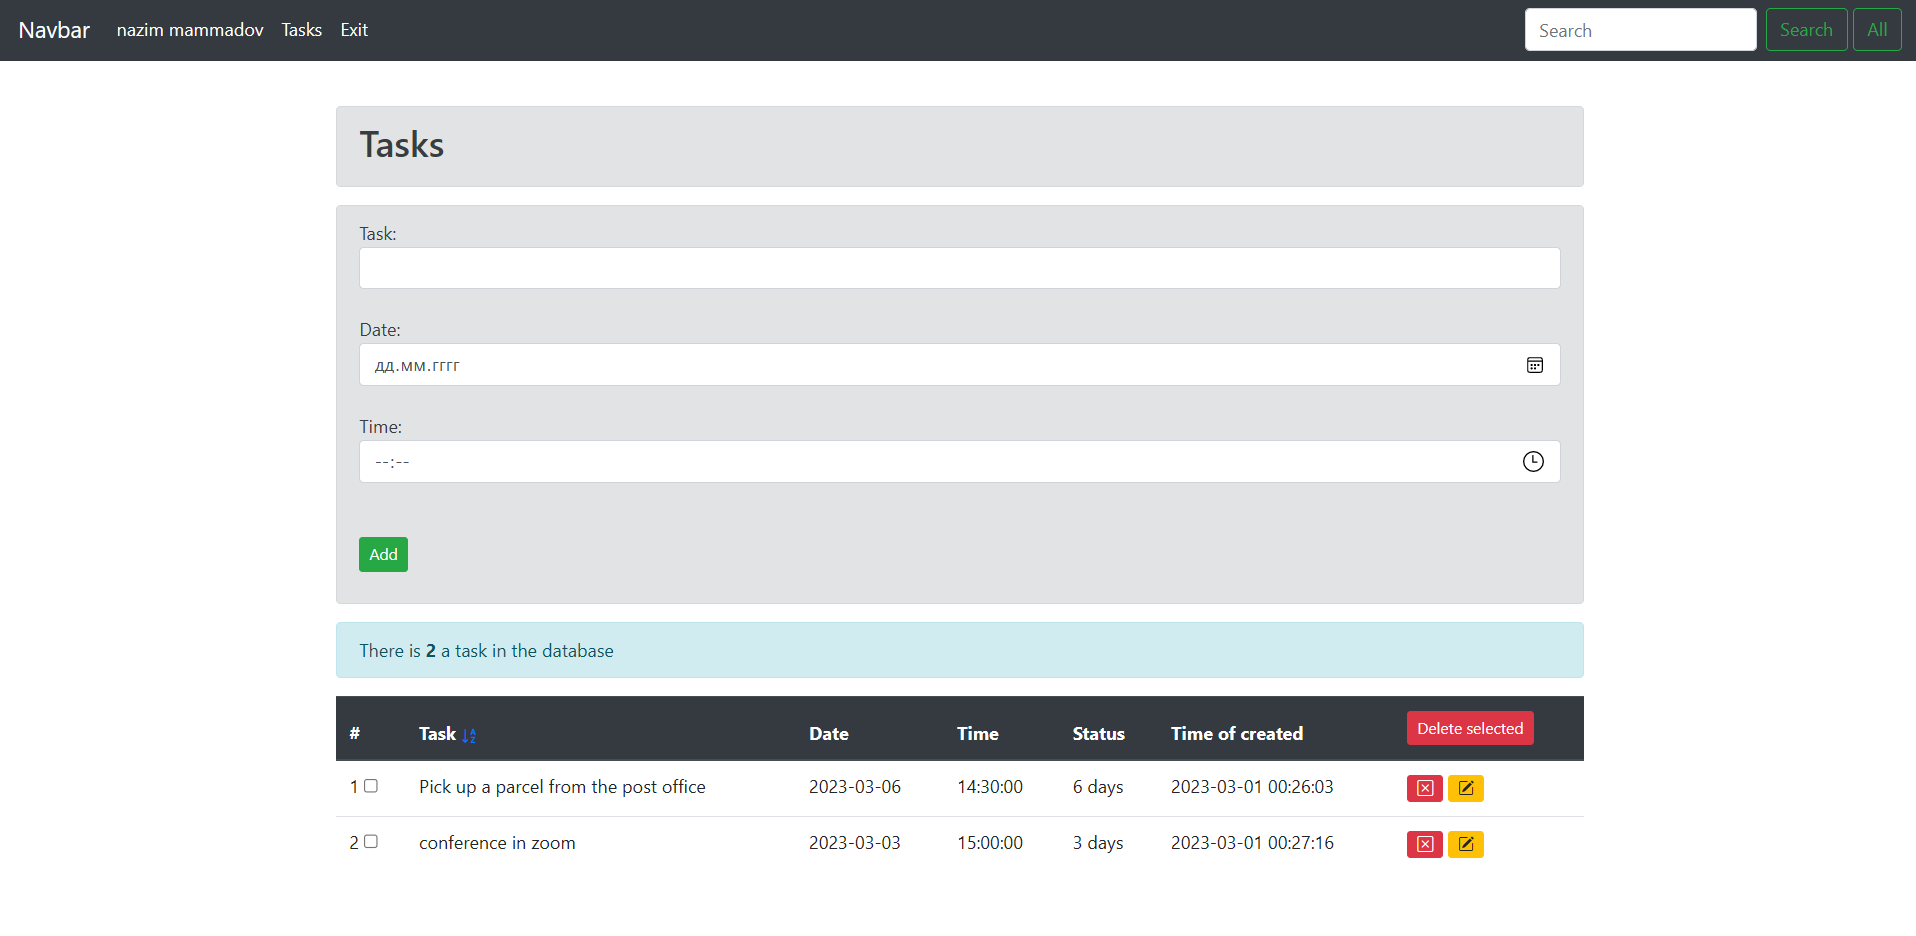 Navbar nazim mammadov Tasks Exit Search Search All
Tasks
Task:
Date:
дд.мм.гггг
Time:
--:--
Add
There is 2 a task in the database
# Task Date Time Status Time of created Delete selected
1 Pick up a parcel from the post office 2023-03-06 14:30:00 6 days 2023-03-01 00:26:03
2 conference in zoom 2023-03-03 15:00:00 3 days 2023-03-01 00:27:16